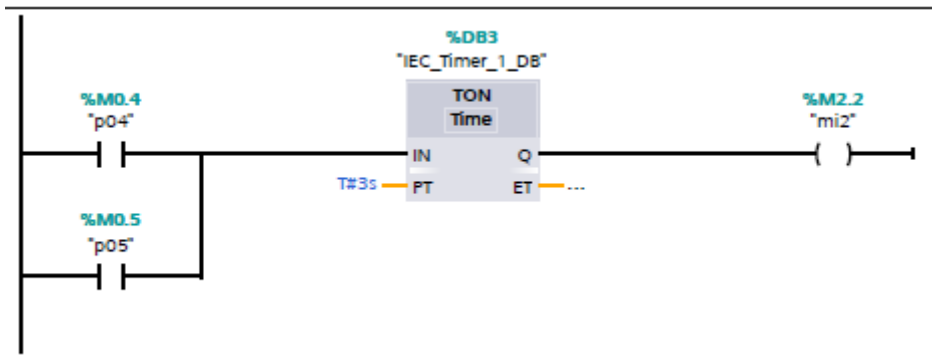 %DB3
"IEC_Timer_1_DB"
TON
Time
%M0.4
"p04"
%M2.2
"mi2"
IN Q
T#3s PT ET ...
%M0.5
"p05"